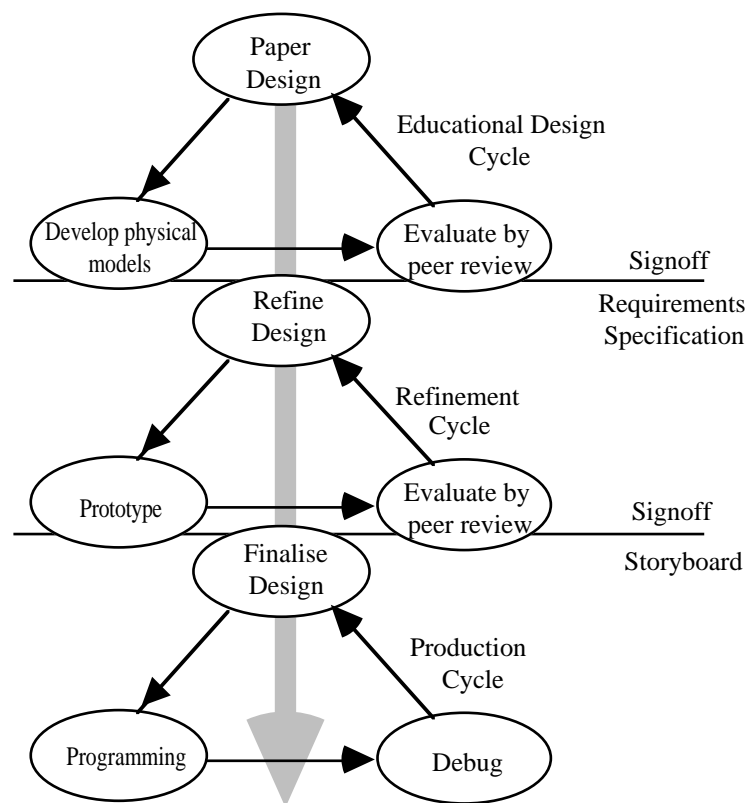 Paper
Design
Educational Design
Cycle
Develop physical
models
Evaluate by
peer review
Signoff
Requirements
Specification
Refine
Design
Refinement
Cycle
Prototype
Evaluate by
peer review
Signoff
Storyboard
Finalise
Design
Production
Cycle
Programming
Debug